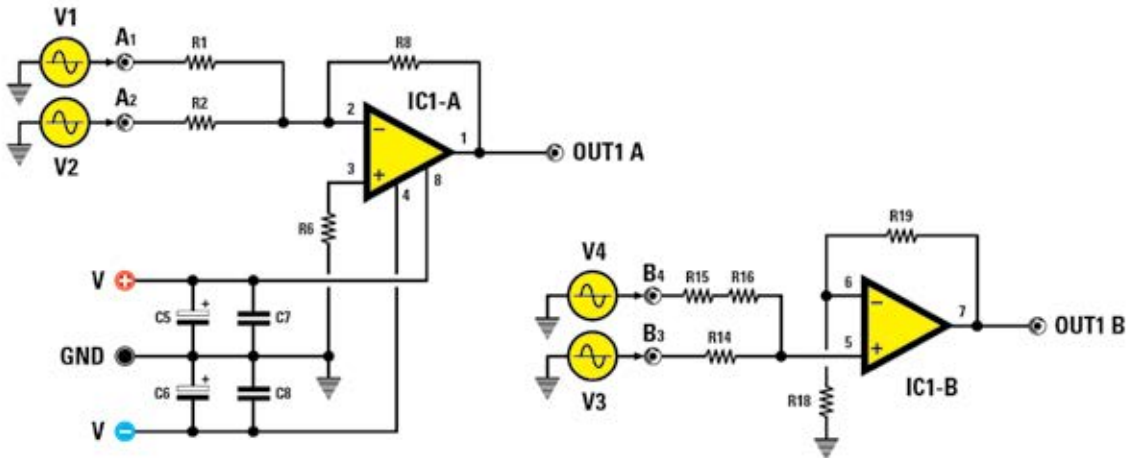 V1
A1
R1
R8
IC1-A
A2
R2
2
1
OUT1 A
V2
3
8
4
R6
V +
C5 +
C7
GND
C6 +
C8
V -
R19
V4
B4
R15
R16
6
7
OUT1 B
B3
R14
5
V3
R18
IC1-B